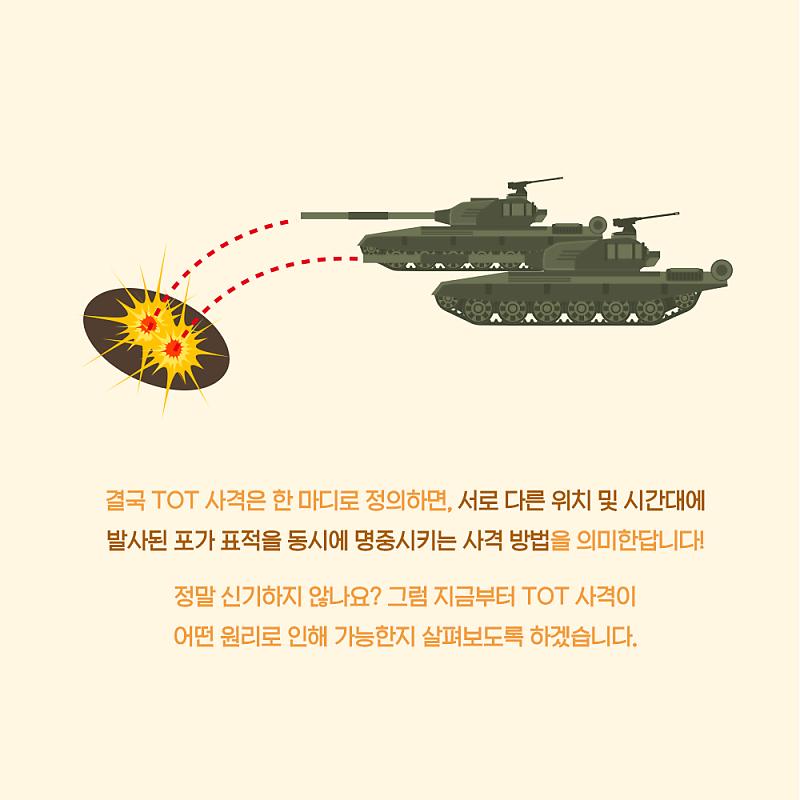 결국 TOT 사격은 한 마디로 정의하면, 서로 다른 위치 및 시간대에
발사된 포가 표적을 동시에 명중시키는 사격 방법을 의미한답니다!
정말 신기하지 않나요? 그럼 지금부터 TOT 사격이
어떤 원리로 인해 가능한지 살펴보도록 하겠습니다.